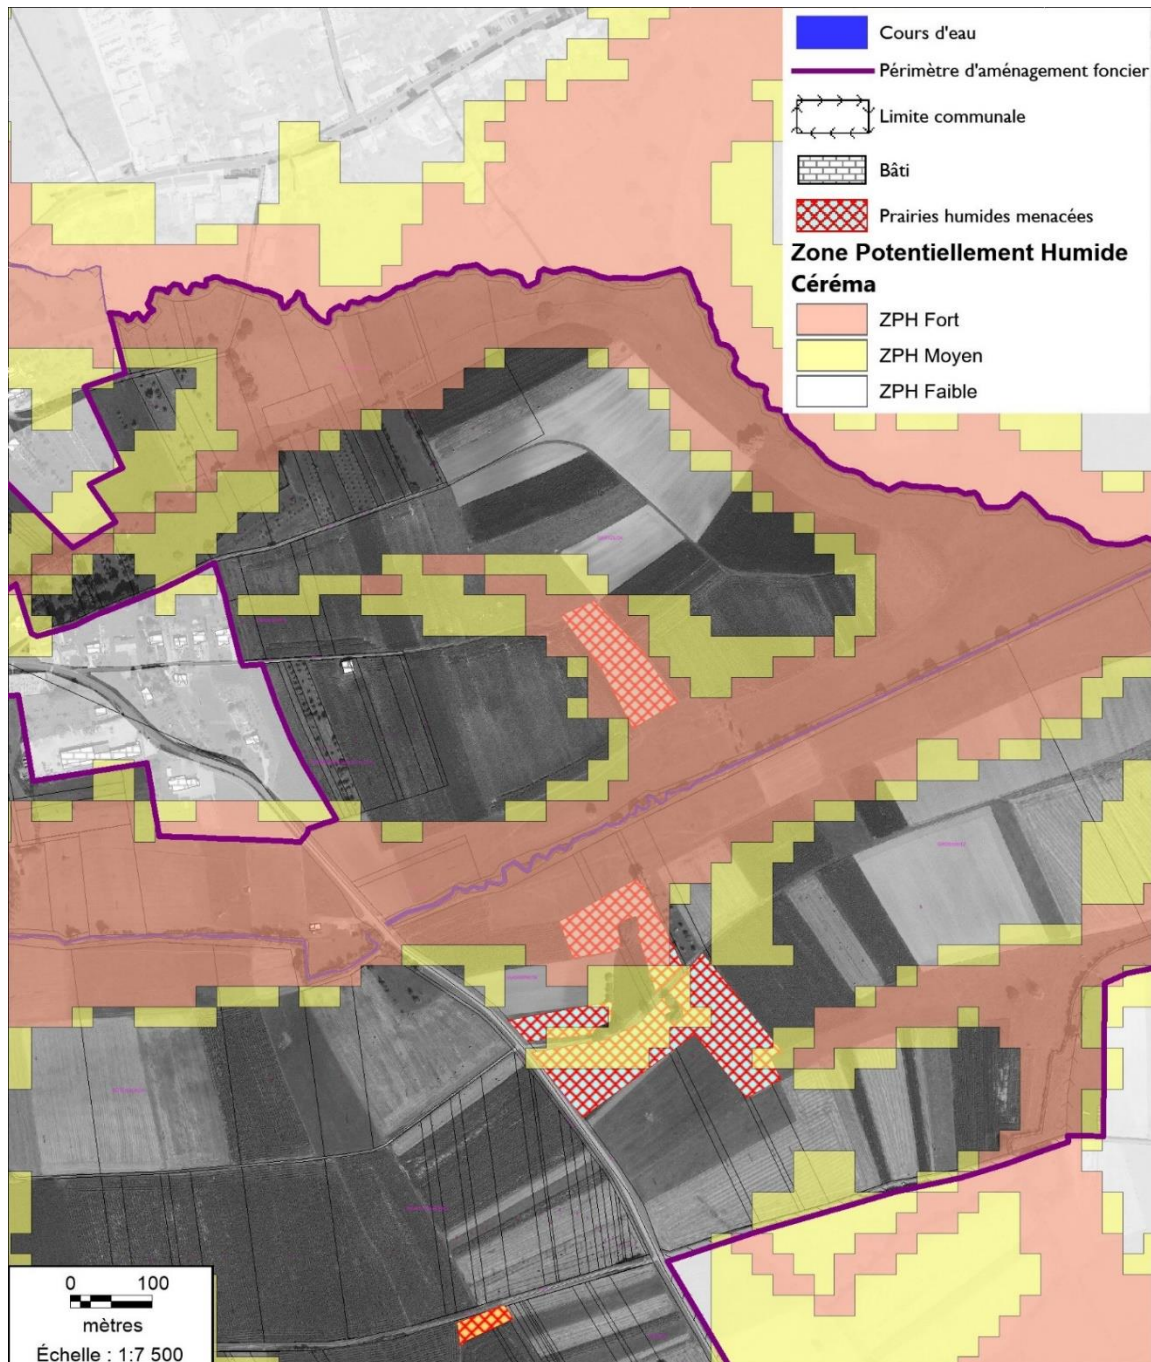 Cours d'eau
Périmètre d'aménagement foncier
Limite communale
Bâti
Prairies humides menacées
Zone Potentiellement Humide
Céréma
ZPH Fort
ZPH Moyen
ZPH Faible
0 100
mètres
Échelle : 1:7 500